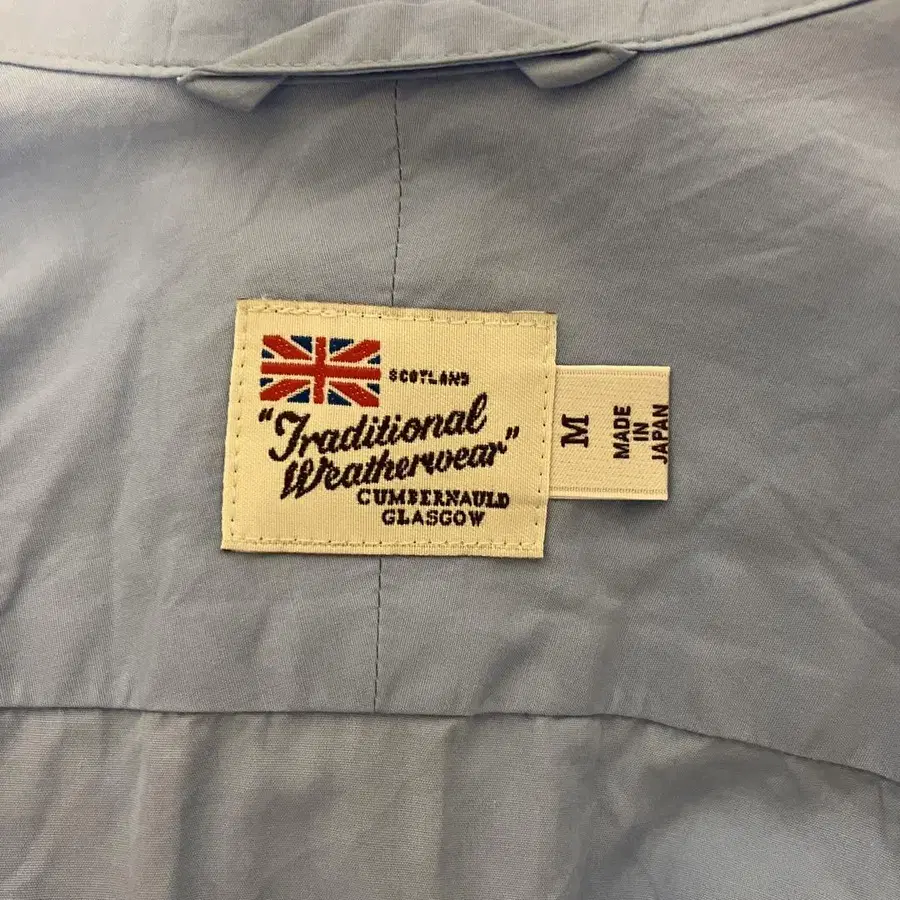 SCOTLAND
"Traditional
Weatherwear"
CUMBERNAULD
GLASGOW
M
MADE
IN
JAPAN